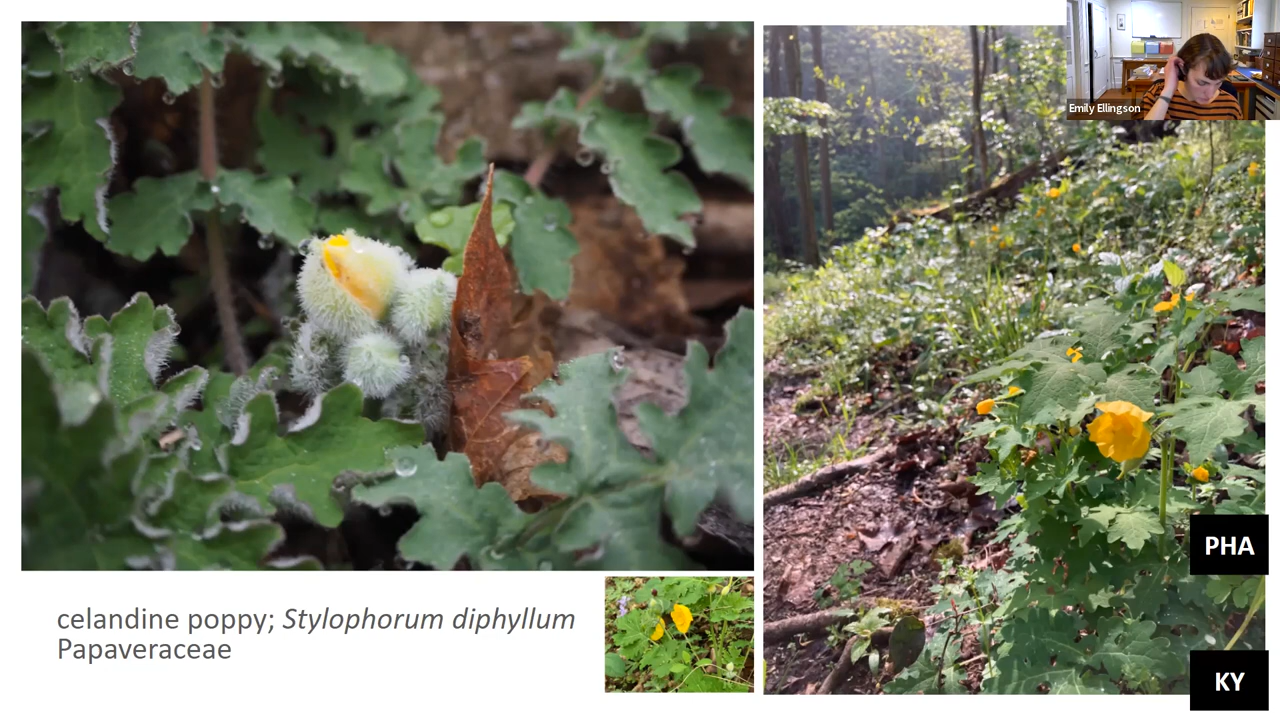 Emily Ellingson
PHA
celandine poppy; Stylophorum diphyllum
Papaveraceae
KY